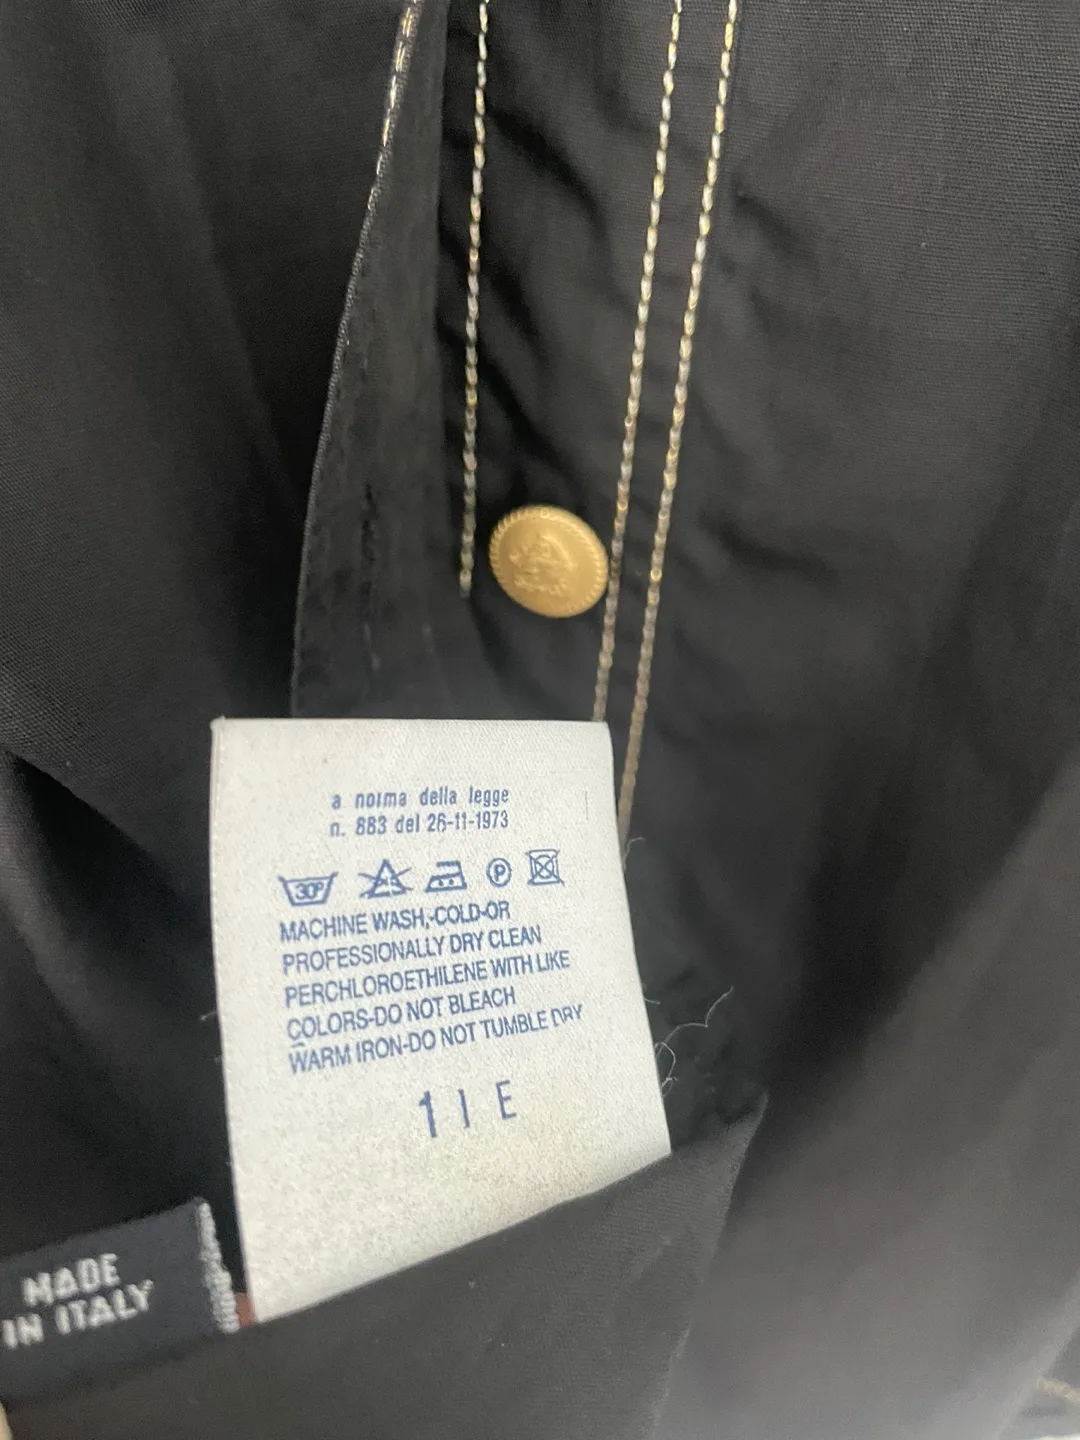 a norma della legge
n. 883 del 26-11-1973
30° P
MACHINE WASH,-COLD-OR
PROFESSIONALLY DRY CLEAN
PERCHLOROETHILENE WITH LIKE
COLORS-DO NOT BLEACH
WARM IRON-DO NOT TUMBLE DRY
1 I E
MADE
IN ITALY